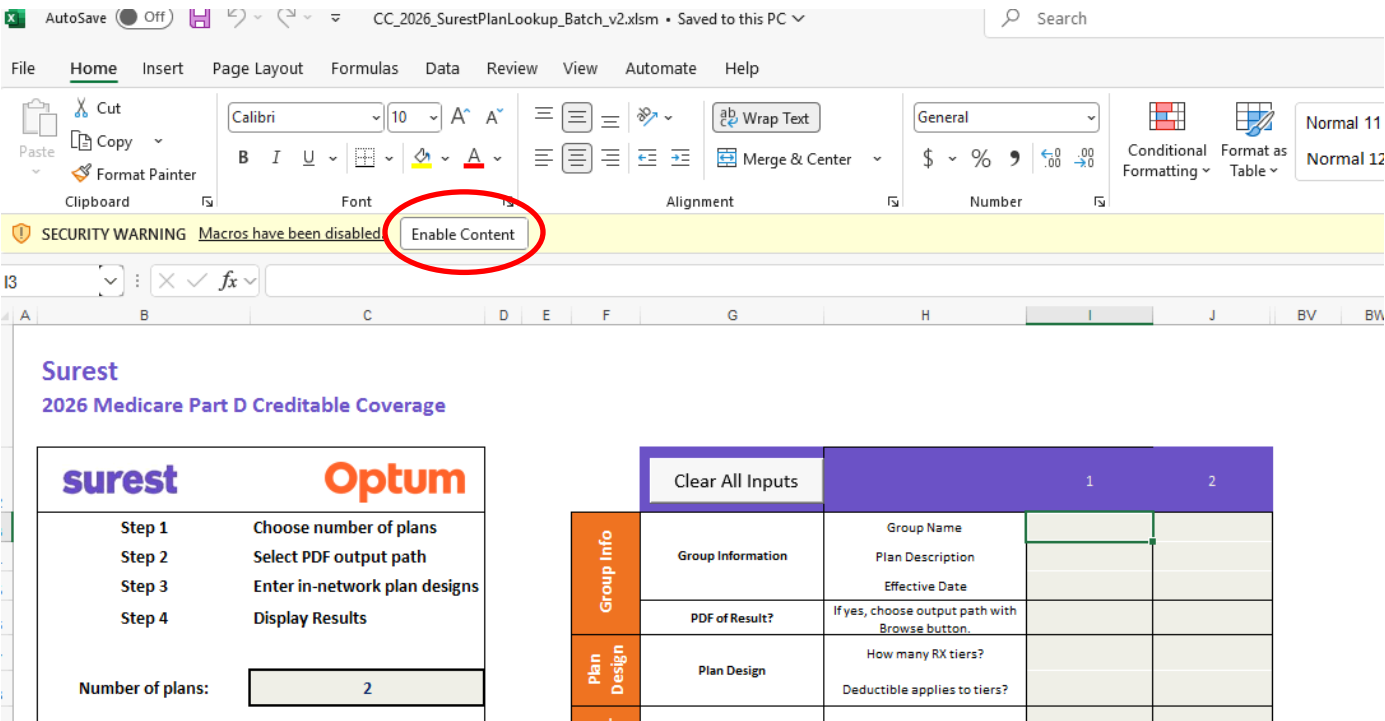 AutoSave Off CC_2026_SurestPlanLookup_Batch_v2.xlsm • Saved to this PC Search
File Home Insert Page Layout Formulas Data Review View Automate Help
Paste
Cut
Copy
Format Painter
Clipboard
Calibri 10 A^ A˅
B I U A
Font
ab Wrap Text
Merge & Center
Alignment
General
$ % 9 .00 .00
Number
Conditional Formatting
Format as Table
Normal 11
Normal 12
SECURITY WARNING Macros have been disabled. Enable Content
I3 fx
A B C D E F G H I J BV BW
Surest
2026 Medicare Part D Creditable Coverage
surest Optum
Step 1 Choose number of plans
Step 2 Select PDF output path
Step 3 Enter in-network plan designs
Step 4 Display Results
Number of plans: 2
Clear All Inputs 1 2
Group Info
Group Information
Group Name
Plan Description
Effective Date
PDF of Result?
If yes, choose output path with
Browse button.
Plan
Design
Plan Design
How many RX tiers?
Deductible applies to tiers?